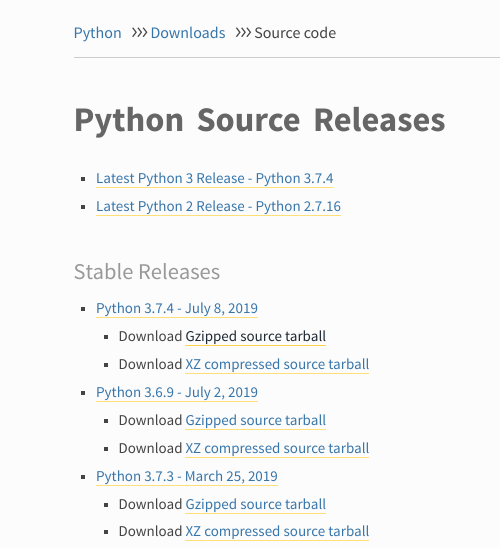 Python >>> Downloads >>> Source code
Python Source Releases
Latest Python 3 Release - Python 3.7.4
Latest Python 2 Release - Python 2.7.16
Stable Releases
Python 3.7.4 - July 8, 2019
Download Gzipped source tarball
Download XZ compressed source tarball
Python 3.6.9 - July 2, 2019
Download Gzipped source tarball
Download XZ compressed source tarball
Python 3.7.3 - March 25, 2019
Download Gzipped source tarball
Download XZ compressed source tarball